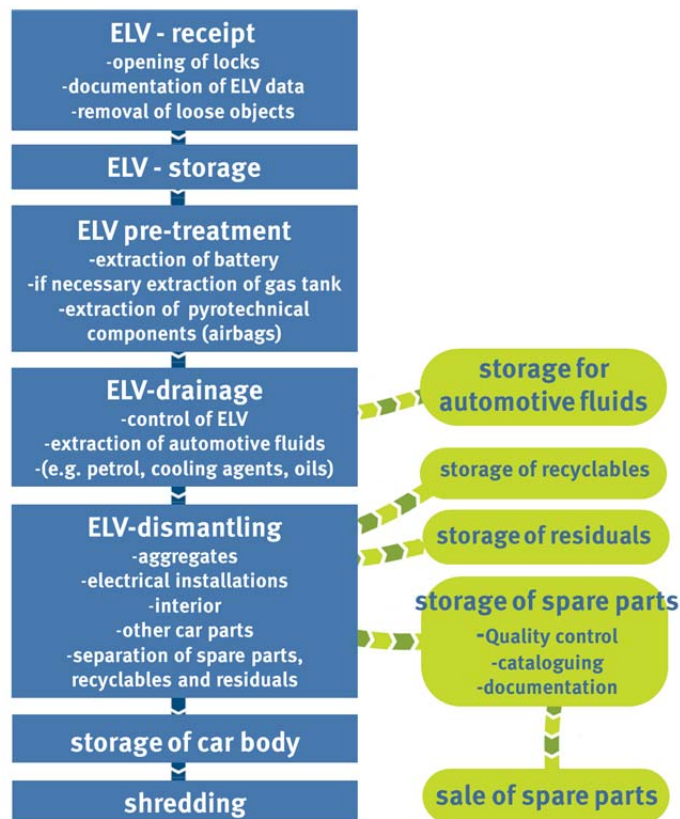 ELV - receipt
-opening of locks
-documentation of ELV data
-removal of loose objects
ELV - storage
ELV pre-treatment
-extraction of battery
-if necessary extraction of gas tank
-extraction of pyrotechnical
components (airbags)
ELV-drainage
-control of ELV
-extraction of automotive fluids
-(e.g. petrol, cooling agents, oils)
storage for
automotive fluids
ELV-dismantling
-aggregates
-electrical installations
-interior
-other car parts
-separation of spare parts,
recyclables and residuals
storage of recyclables
storage of residuals
storage of spare parts
-Quality control
-cataloguing
-documentation
storage of car body
shredding
sale of spare parts